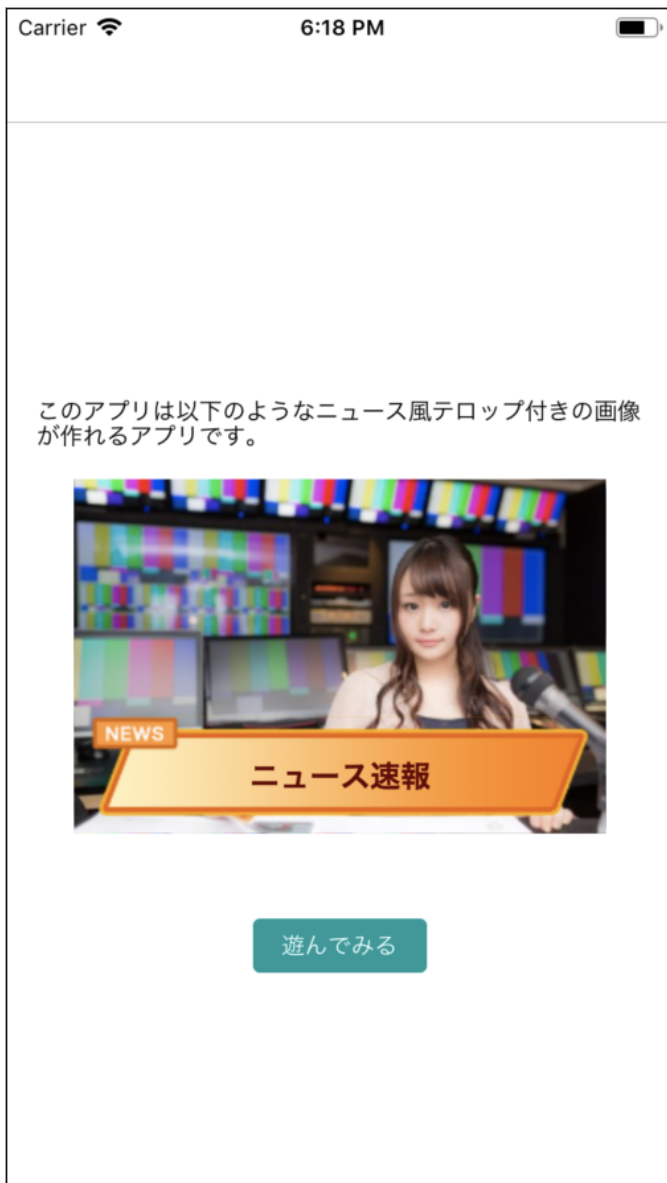 Carrier 6:18 PM
このアプリは以下のようなニュース風テロップ付きの画像
が作れるアプリです。
NEWS
ニュース速報
遊んでみる